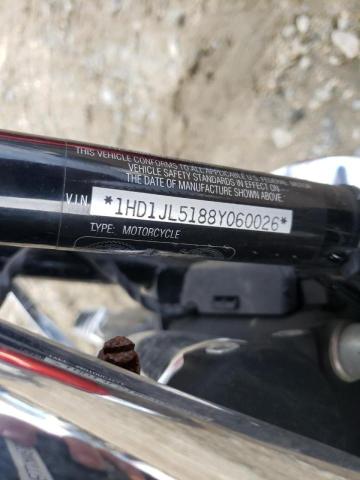 THIS VEHICLE CONFORMS TO ALL APPLICABLE U.S. FEDERAL MOTOR
VEHICLE SAFETY STANDARDS IN EFFECT ON
THE DATE OF MANUFACTURE SHOWN ABOVE.
VIN *1HD1JL5188Y060026*
TYPE: MOTORCYCLE